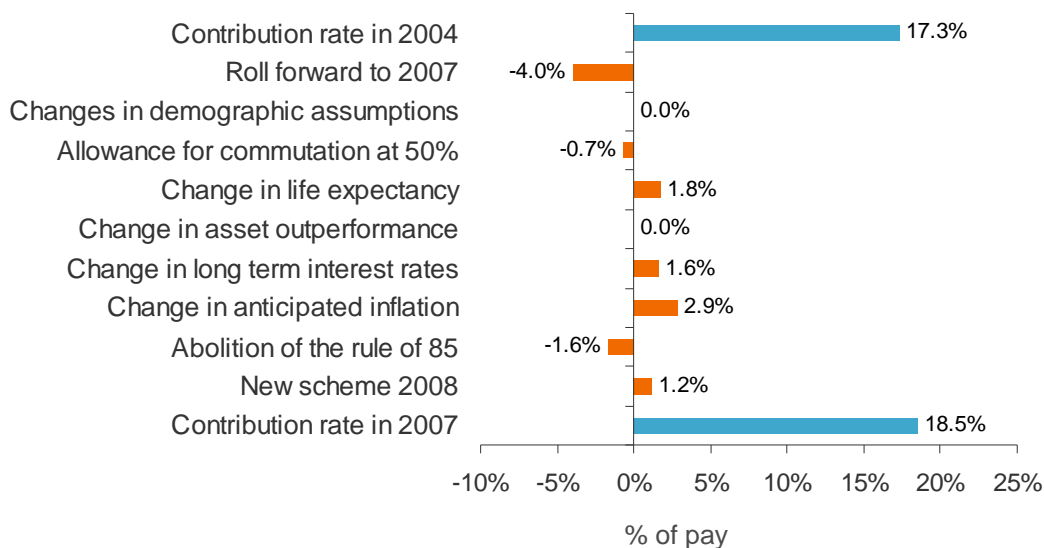 Contribution rate in 2004 17.3%
Roll forward to 2007 -4.0%
Changes in demographic assumptions 0.0%
Allowance for commutation at 50% -0.7%
Change in life expectancy 1.8%
Change in asset outperformance 0.0%
Change in long term interest rates 1.6%
Change in anticipated inflation 2.9%
Abolition of the rule of 85 -1.6%
New scheme 2008 1.2%
Contribution rate in 2007 18.5%
-10% -5% 0% 5% 10% 15% 20% 25%
% of pay